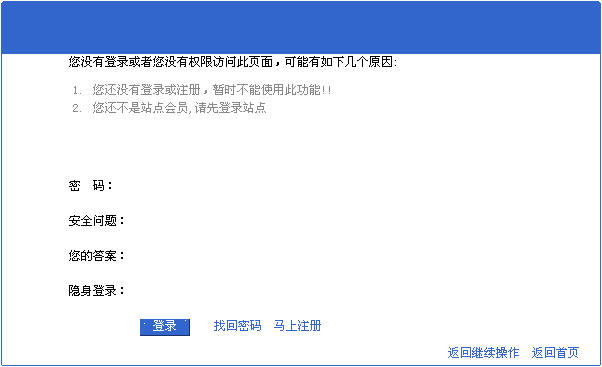 您没有登录或者您没有权限访问此页面，可能有如下几个原因:
1. 您还没有登录或注册，暂时不能使用此功能!!
2. 您还不是站点会员,请先登录站点
密 码：
安全问题：
您的答案：
隐身登录：
登录 找回密码 马上注册
返回继续操作 返回首页